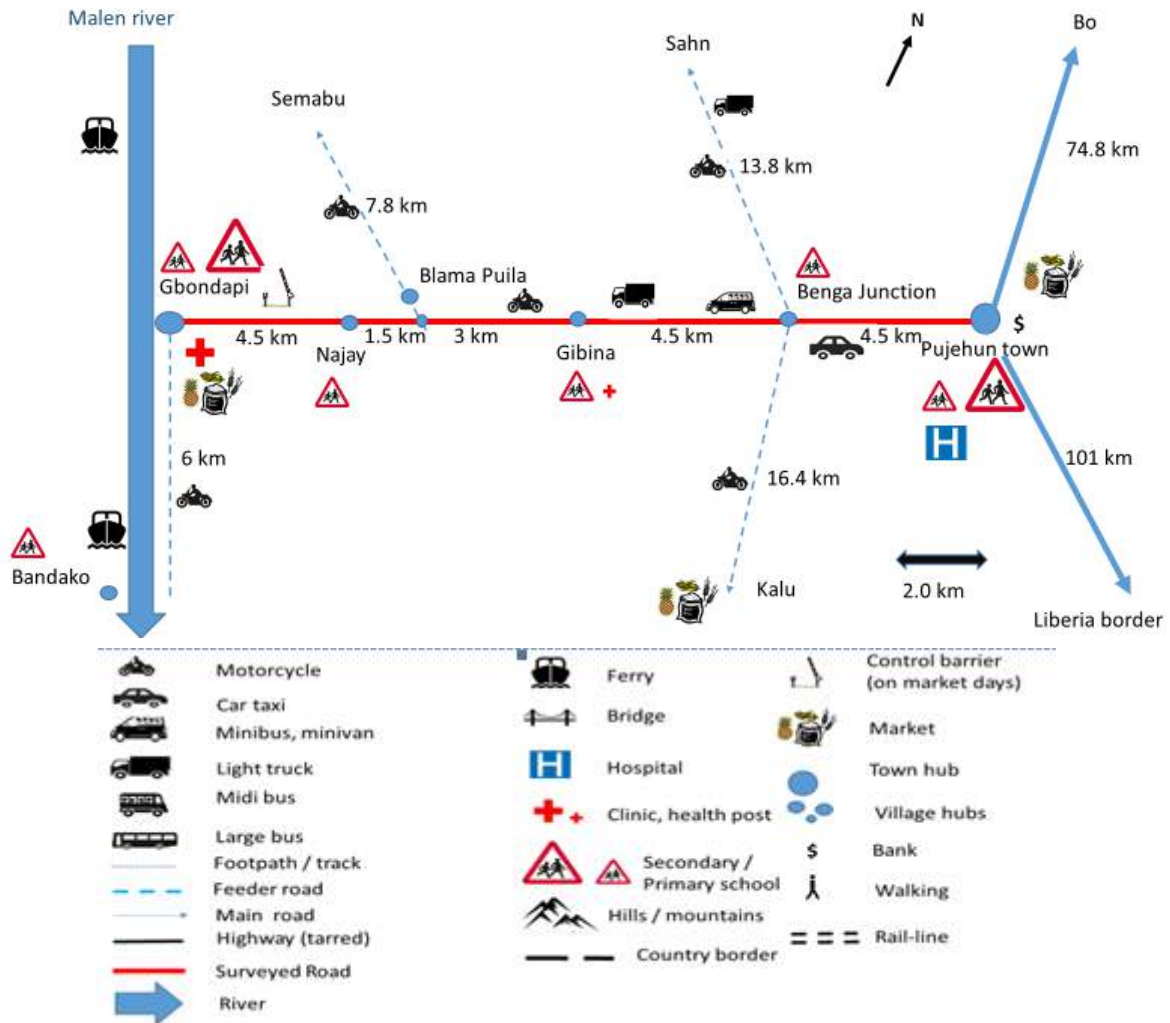 Malen river
N
Bo
Sahn
Semabu
74.8 km
13.8 km
7.8 km
Gbondapi
Blama Puila
Benga Junction
$
4.5 km
1.5 km
3 km
4.5 km
4.5 km
Najay
Gibina
Pujehun town
H
6 km
16.4 km
101 km
Bandako
Kalu
2.0 km
Liberia border
Motorcycle
Car taxi
Minibus, minivan
Light truck
Midi bus
Large bus
Footpath / track
Feeder road
Main road
Highway (tarred)
Surveyed Road
River
Ferry
Bridge
H
Hospital
Clinic, health post
Secondary /
Primary school
Hills / mountains
Country border
Control barrier
(on market days)
Market
Town hub
Village hubs
$
Bank
Walking
Rail-line